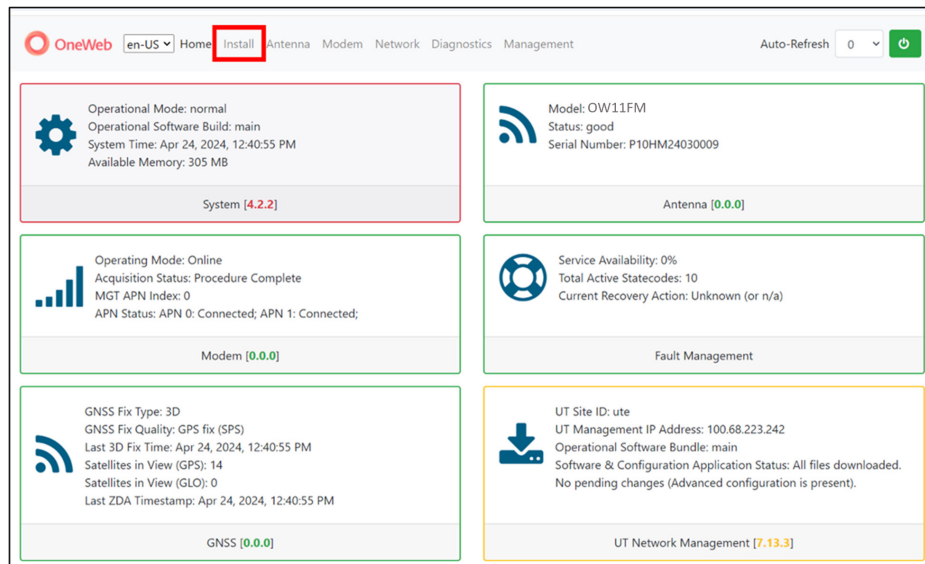 OneWeb en-US Home Install Antenna Modem Network Diagnostics Management Auto-Refresh 0
Operational Mode: normal
Operational Software Build: main
System Time: Apr 24, 2024, 12:40:55 PM
Available Memory: 305 MB
System [4.2.2]
Model: OW11FM
Status: good
Serial Number: P10HM24030009
Antenna [0.0.0]
Operating Mode: Online
Acquisition Status: Procedure Complete
MGT APN Index: 0
APN Status: APN 0: Connected; APN 1: Connected;
Modem [0.0.0]
Service Availability: 0%
Total Active Statecodes: 10
Current Recovery Action: Unknown (or n/a)
Fault Management
GNSS Fix Type: 3D
GNSS Fix Quality: GPS fix (SPS)
Last 3D Fix Time: Apr 24, 2024, 12:40:55 PM
Satellites in View (GPS): 14
Satellites in View (GLO): 0
Last ZDA Timestamp: Apr 24, 2024, 12:40:55 PM
GNSS [0.0.0]
UT Site ID: ute
UT Management IP Address: 100.68.223.242
Operational Software Bundle: main
Software & Configuration Application Status: All files downloaded.
No pending changes (Advanced configuration is present).
UT Network Management [7.13.3]